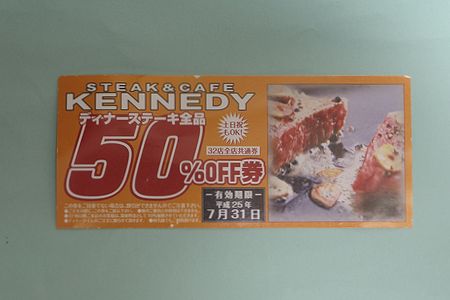 STEAK & CAFE
KENNEDY
ディナーステーキ全品
50%OFF券
土日祝
もOK!
32店全店共通券
ー有効期限ー
平成25年
7月31日